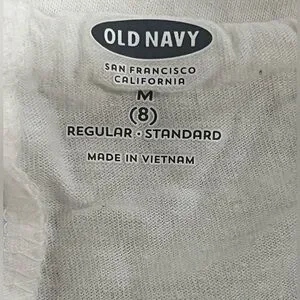 OLD NAVY
SAN FRANCISCO
CALIFORNIA
M
(8)
REGULAR • STANDARD
MADE IN VIETNAM